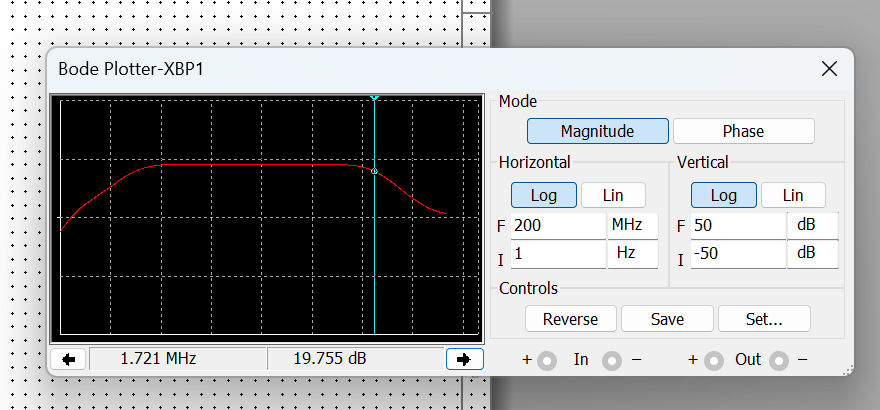 Bode Plotter-XBP1
Mode
Magnitude Phase
Horizontal Vertical
Log Lin Log Lin
F 200 MHz F 50 dB
I 1 Hz I -50 dB
Controls
Reverse Save Set...
1.721 MHz 19.755 dB + In − + Out −